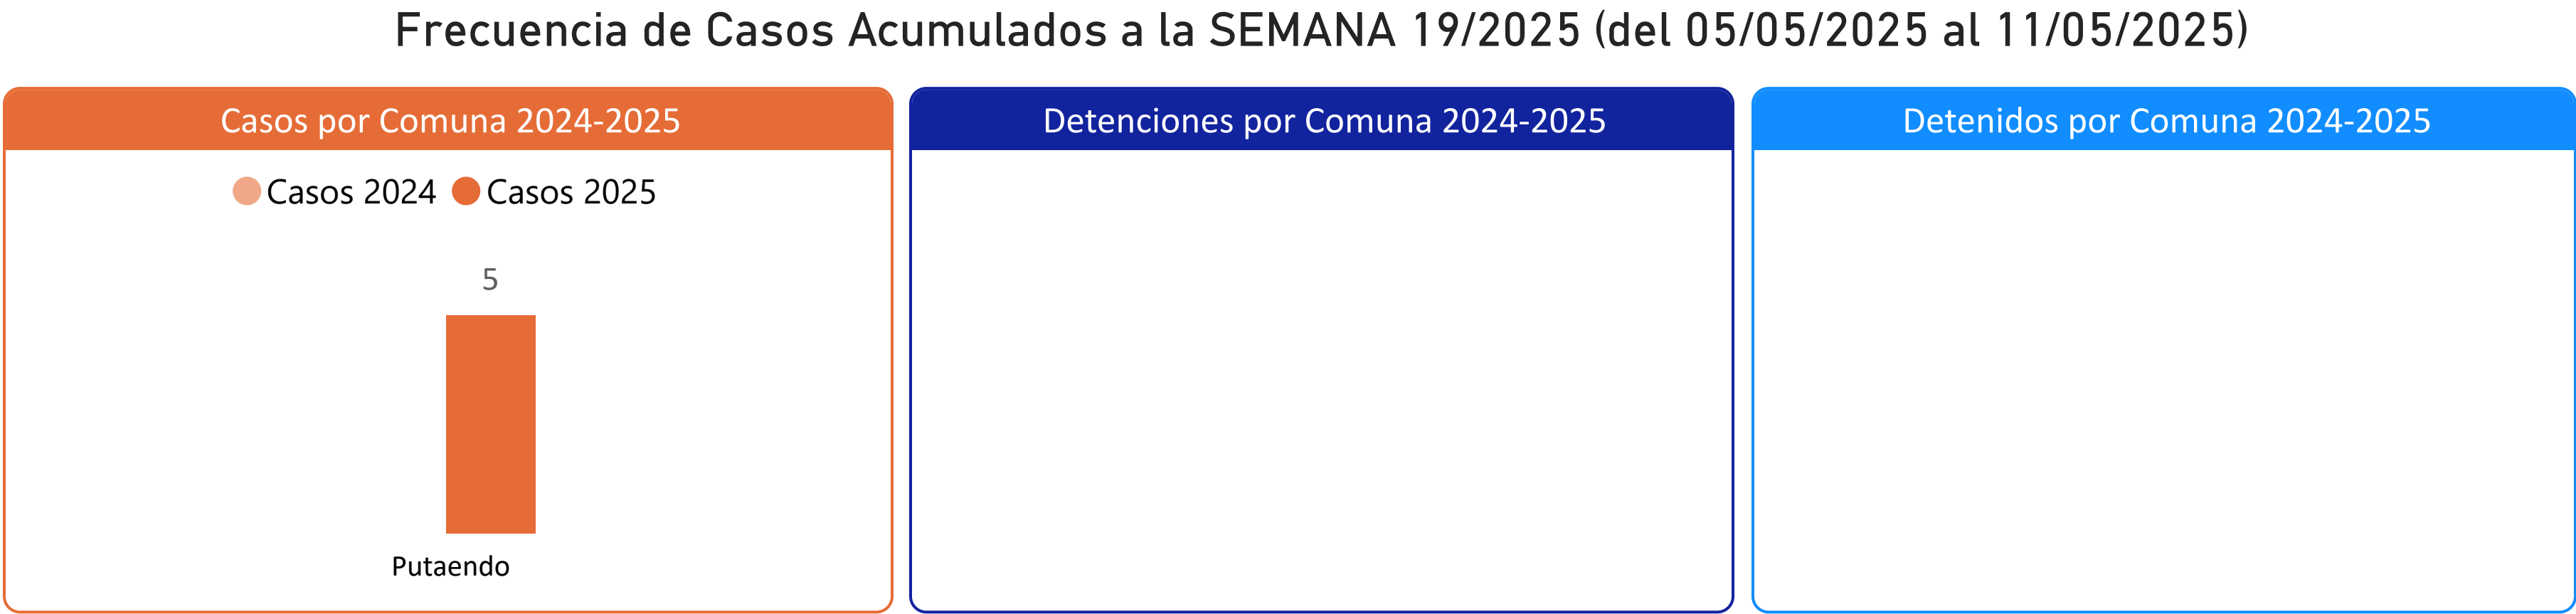 Frecuencia de Casos Acumulados a la SEMANA 19/2025 (del 05/05/2025 al 11/05/2025)
Casos por Comuna 2024-2025
Casos 2024 Casos 2025
5
Putaendo
Detenciones por Comuna 2024-2025
Detenidos por Comuna 2024-2025